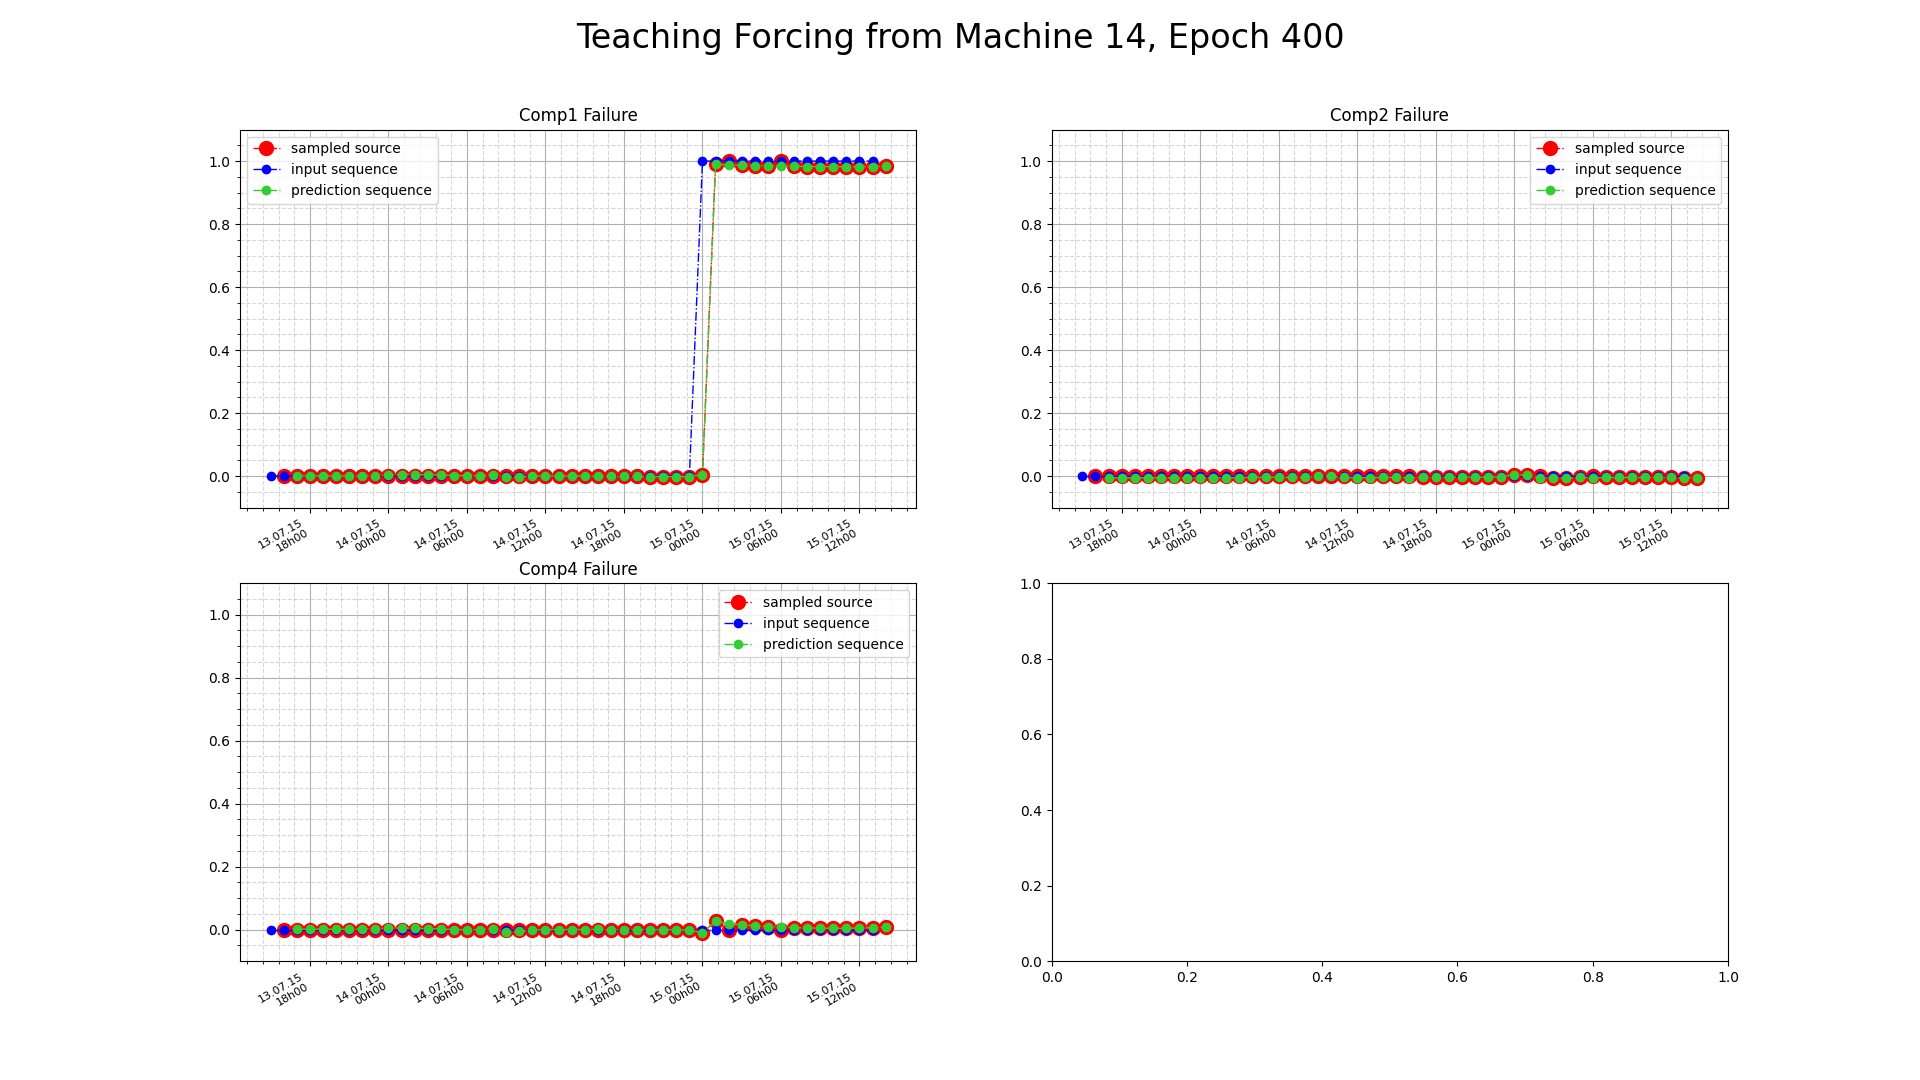 Teaching Forcing from Machine 14, Epoch 400
Comp1 Failure
sampled source
input sequence
prediction sequence
1.0
0.8
0.6
0.4
0.2
0.0
13.07.15 18h00
14.07.15 00h00
14.07.15 06h00
14.07.15 12h00
14.07.15 18h00
15.07.15 00h00
15.07.15 06h00
15.07.15 12h00
Comp2 Failure
sampled source
input sequence
prediction sequence
1.0
0.8
0.6
0.4
0.2
0.0
13.07.15 18h00
14.07.15 00h00
14.07.15 06h00
14.07.15 12h00
14.07.15 18h00
15.07.15 00h00
15.07.15 06h00
15.07.15 12h00
Comp4 Failure
sampled source
input sequence
prediction sequence
1.0
0.8
0.6
0.4
0.2
0.0
13.07.15 18h00
14.07.15 00h00
14.07.15 06h00
14.07.15 12h00
14.07.15 18h00
15.07.15 00h00
15.07.15 06h00
15.07.15 12h00
1.0
0.8
0.6
0.4
0.2
0.0
0.0 0.2 0.4 0.6 0.8 1.0